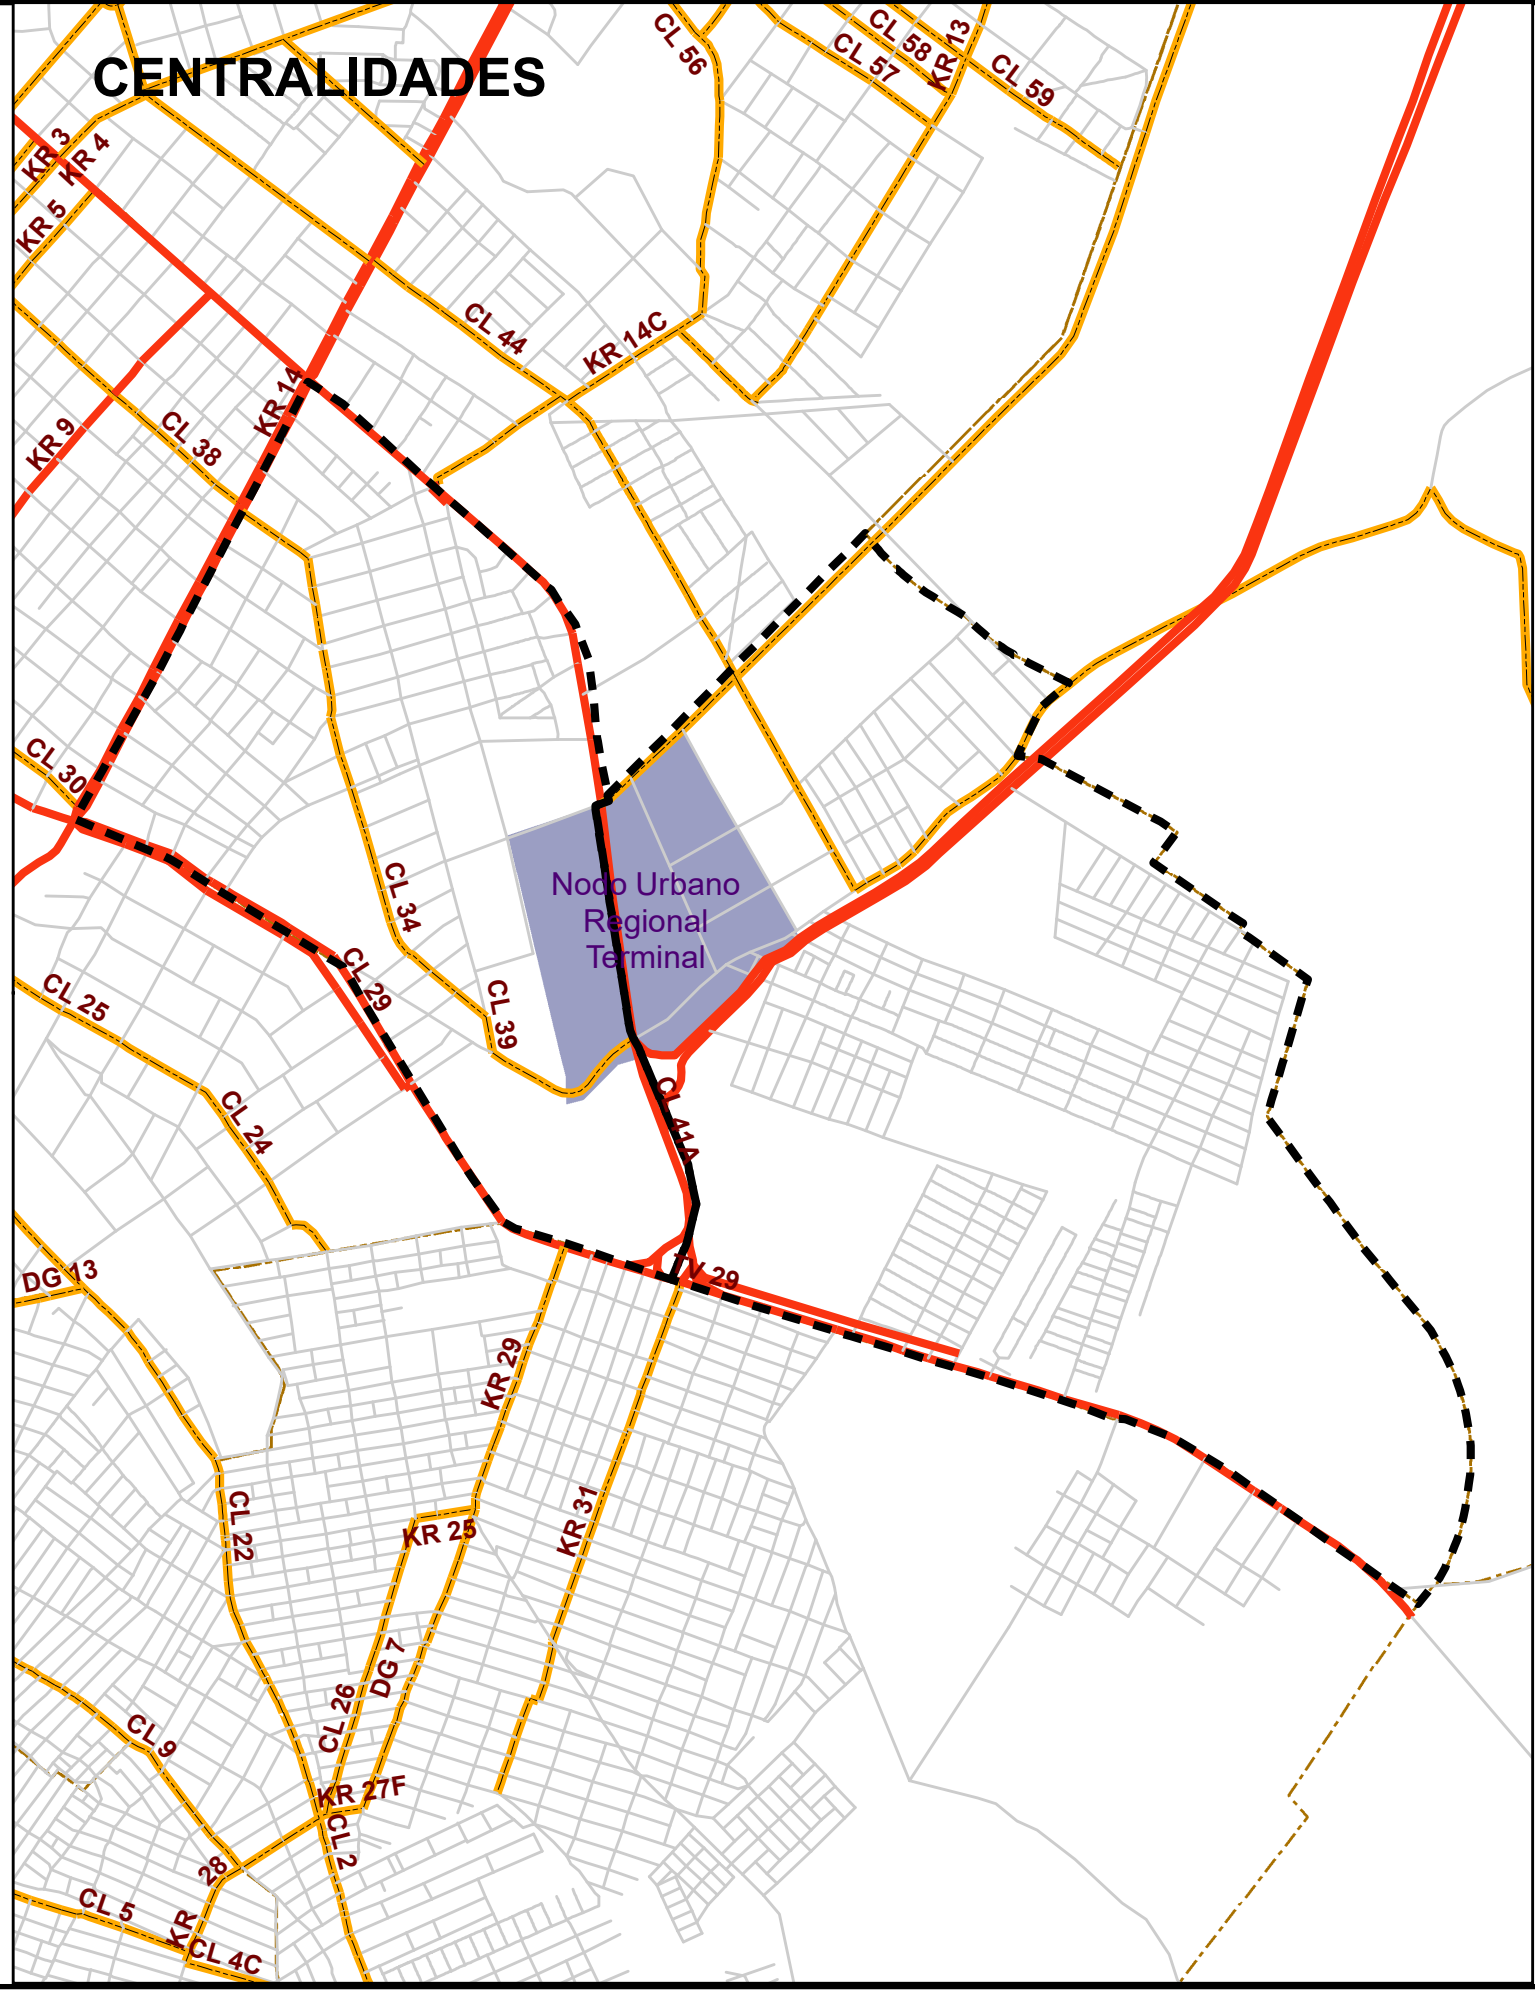 CL 56
CL 58
KR 13
CL 57
CL 59
CENTRALIDADES
KR 3
KR 4
KR 5
CL 44
KR 14C
KR 14
KR 9
CL 38
CL 30
CL 34
Nodo Urbano
Regional
Terminal
CL 29
CL 25
CL 39
CL 24
CL 41A
DG 13
TV 29
KR 29
CL 22
KR 25
KR 31
DG 7
CL 26
CL 9
KR 27F
CL 2
28
KR
CL 5
CL 4C